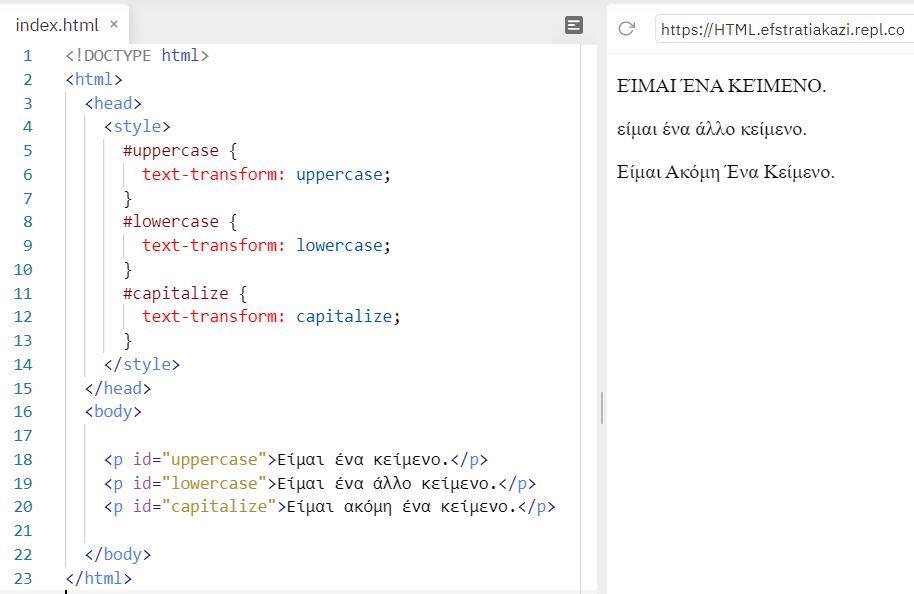 index.html ×
https://HTML.efstratiakazi.repl.co
1 <!DOCTYPE html>
2 <html>
3 <head>
4 <style>
5 #uppercase {
6 text-transform: uppercase;
7 }
8 #lowercase {
9 text-transform: lowercase;
10 }
11 #capitalize {
12 text-transform: capitalize;
13 }
14 </style>
15 </head>
16 <body>
17
18 <p id="uppercase">Είμαι ένα κείμενο.</p>
19 <p id="lowercase">Είμαι ένα άλλο κείμενο.</p>
20 <p id="capitalize">Είμαι ακόμη ένα κείμενο.</p>
21
22 </body>
23 </html>
ΕΊΜΑΙ ΈΝΑ ΚΕΊΜΕΝΟ.
είμαι ένα άλλο κείμενο.
Είμαι Ακόμη Ένα Κείμενο.